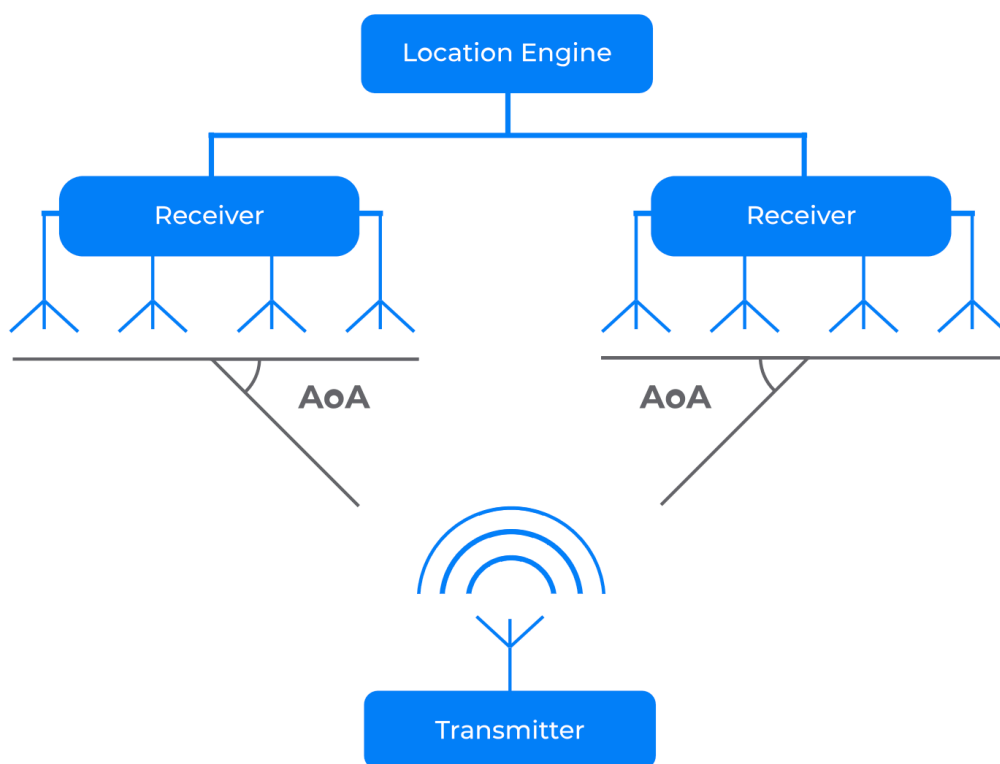 Location Engine
Receiver
Receiver
AoA
AoA
Transmitter